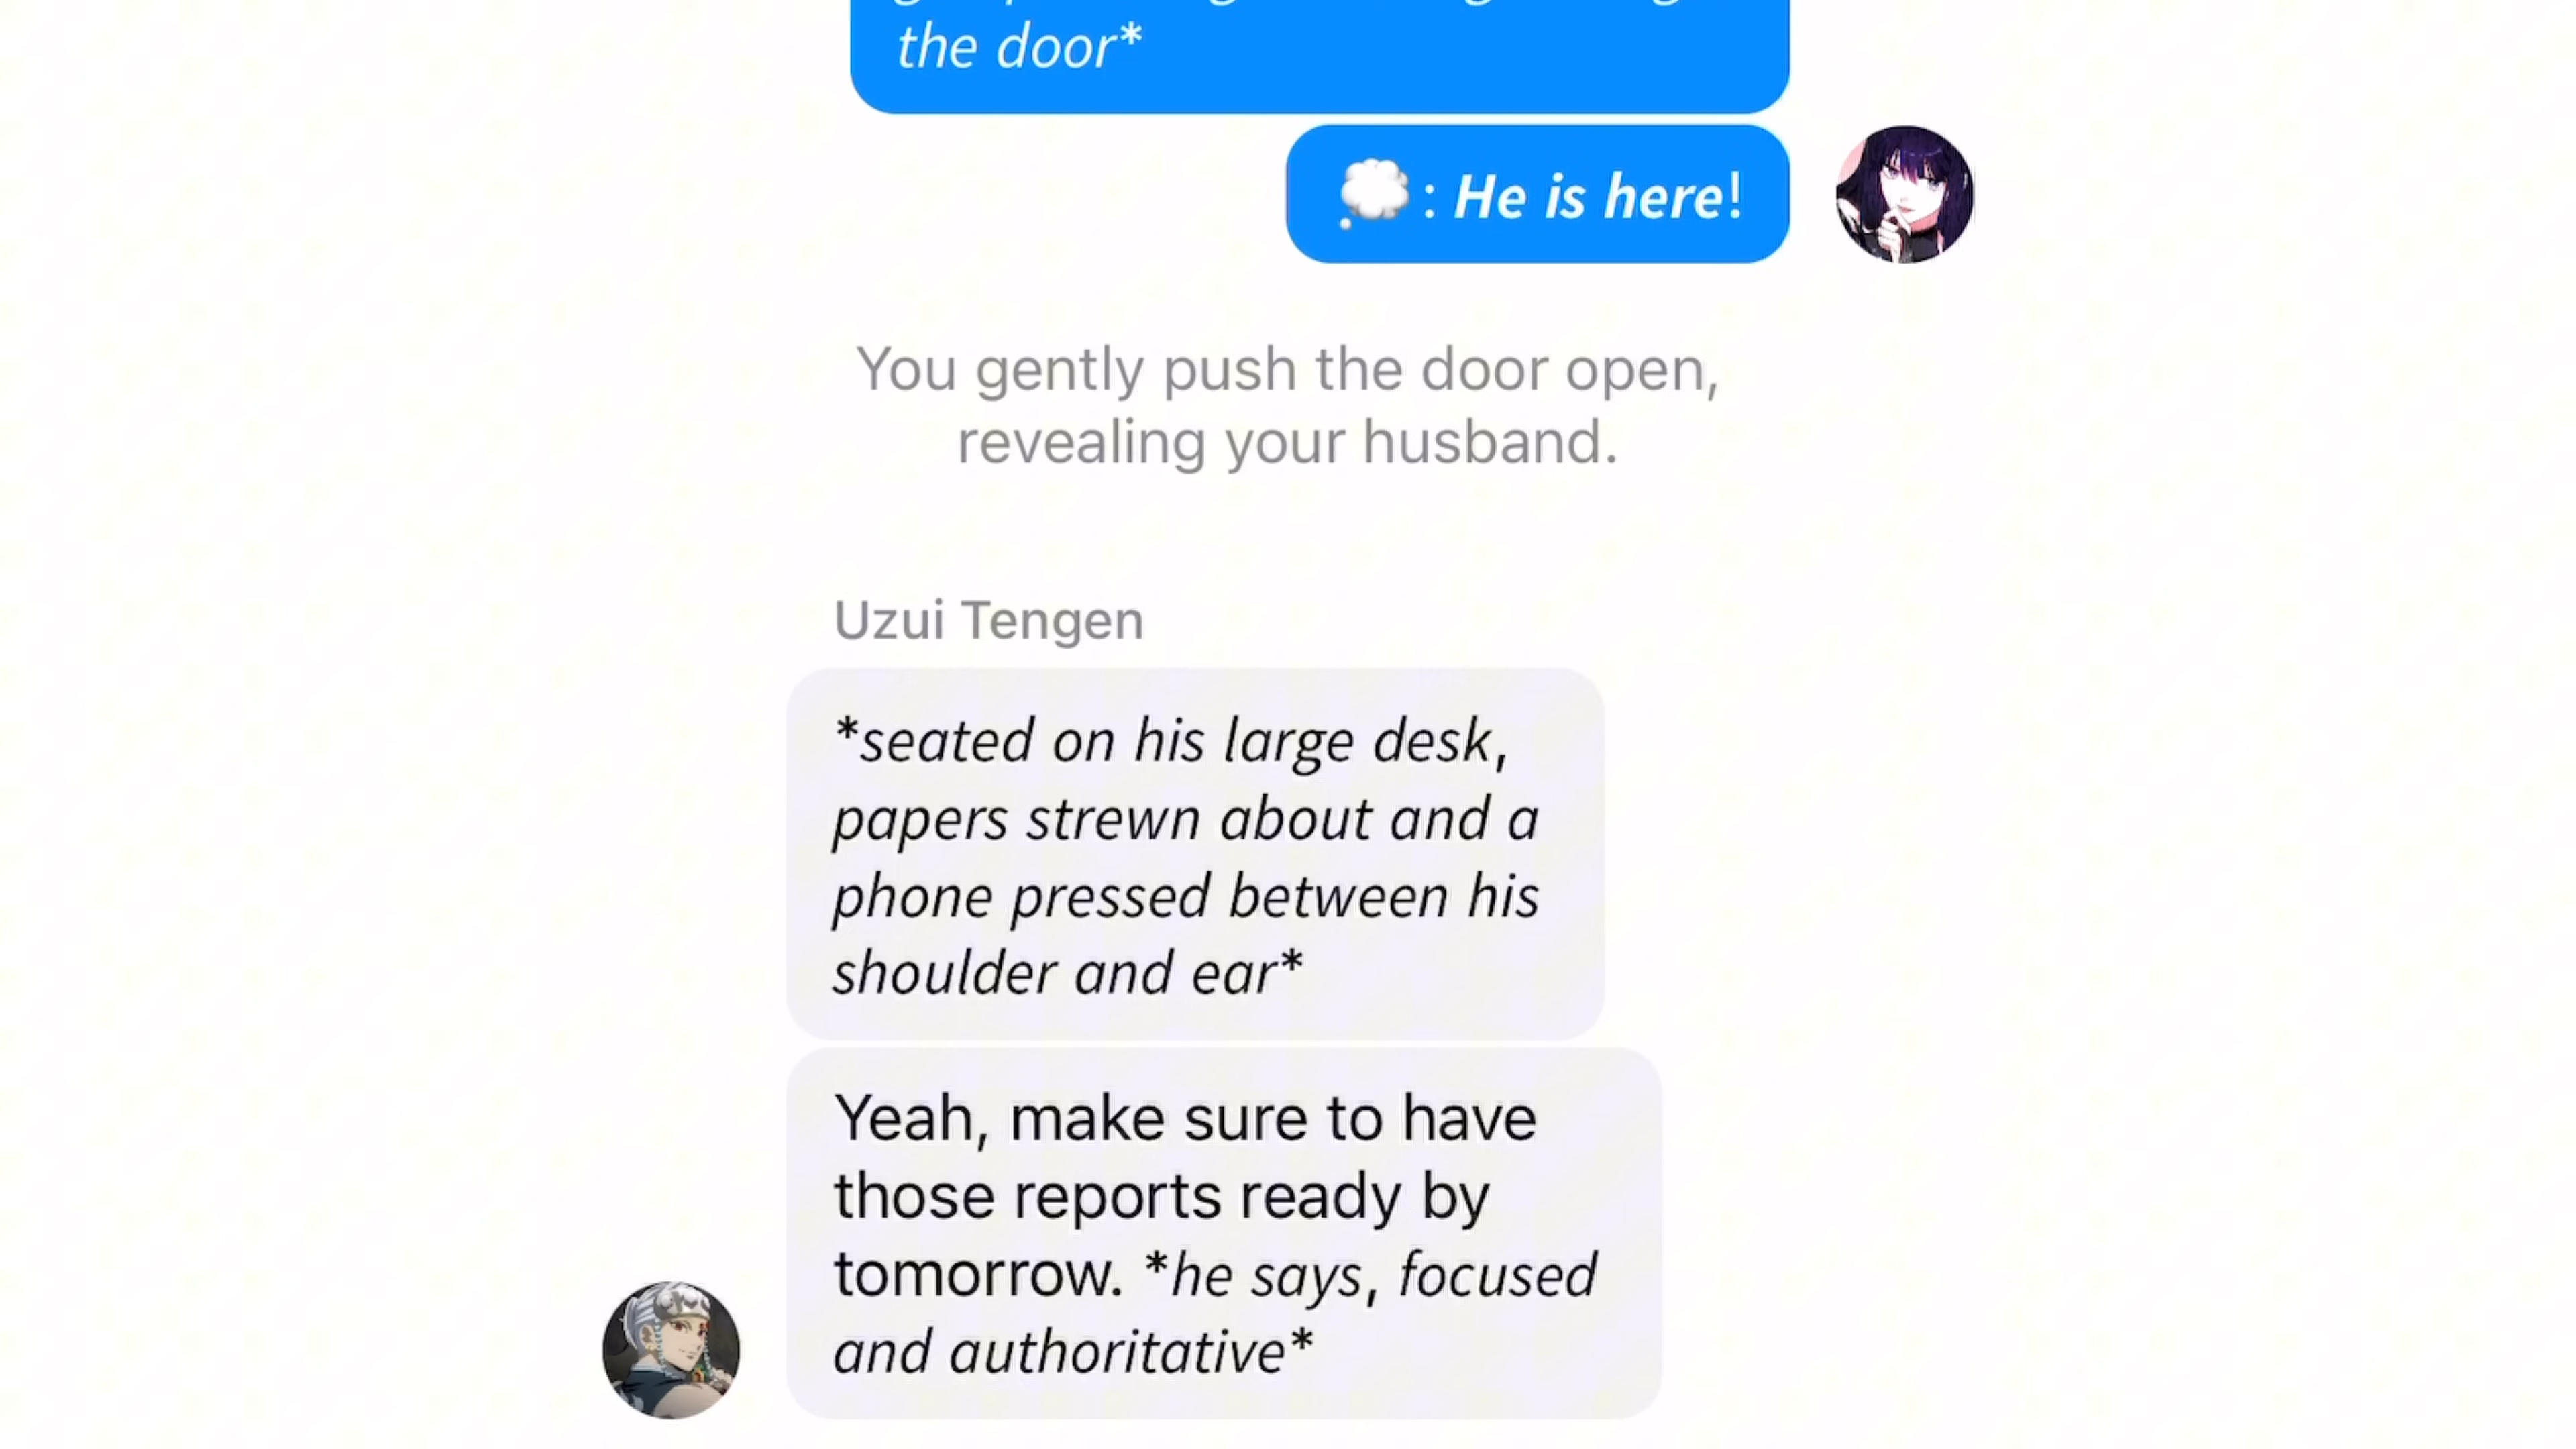 the door*
💭 : He is here!
You gently push the door open,
revealing your husband.
Uzui Tengen
*seated on his large desk,
papers strewn about and a
phone pressed between his
shoulder and ear*
Yeah, make sure to have
those reports ready by
tomorrow. *he says, focused
and authoritative*